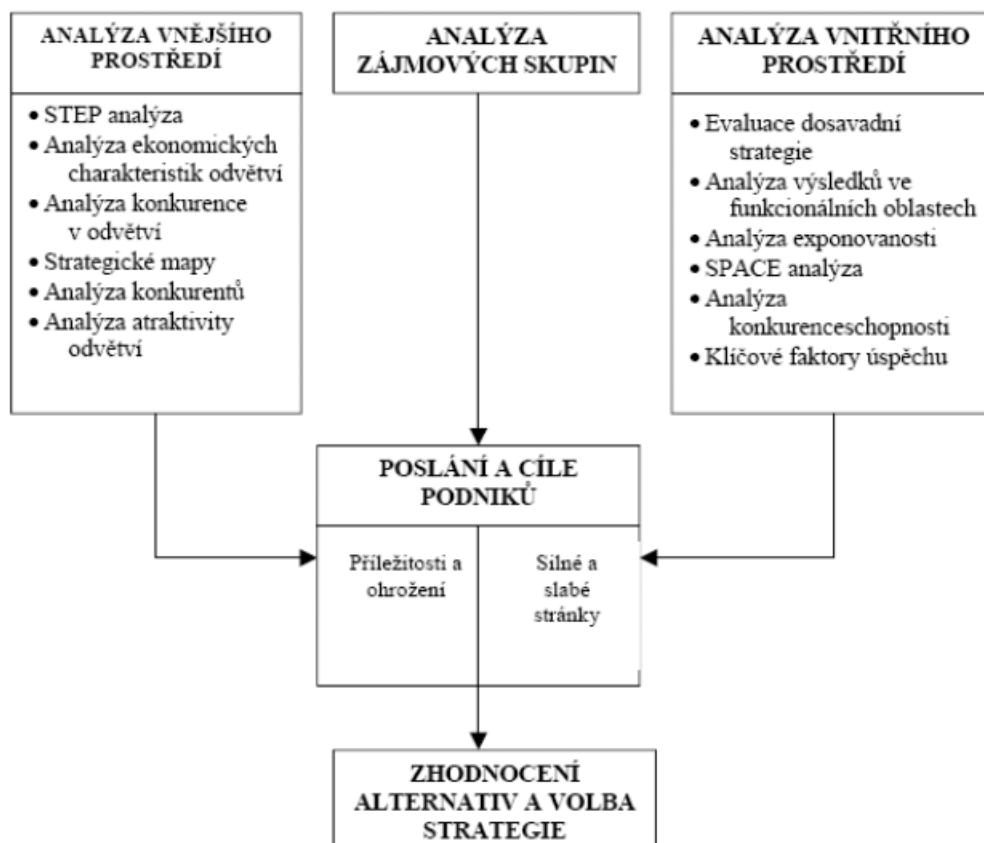 ANALÝZA VNĚJŠÍHO
PROSTŘEDÍ
• STEP analýza
• Analýza ekonomických
charakteristik odvětví
• Analýza konkurence
v odvětví
• Strategické mapy
• Analýza konkurentů
• Analýza atraktivity
odvětví
ANALÝZA
ZÁJMOVÝCH SKUPIN
ANALÝZA VNITŘNÍHO
PROSTŘEDÍ
• Evaluace dosavadní
strategie
• Analýza výsledků ve
funkcionálních oblastech
• Analýza exponovanosti
• SPACE analýza
• Analýza
konkurenceschopnosti
• Klíčové faktory úspěchu
POSLÁNÍ A CÍLE
PODNIKŮ
Příležitosti a
ohrožení
Silné a
slabé
stránky
ZHODNOCENÍ
ALTERNATIV A VOLBA
STRATEGIE